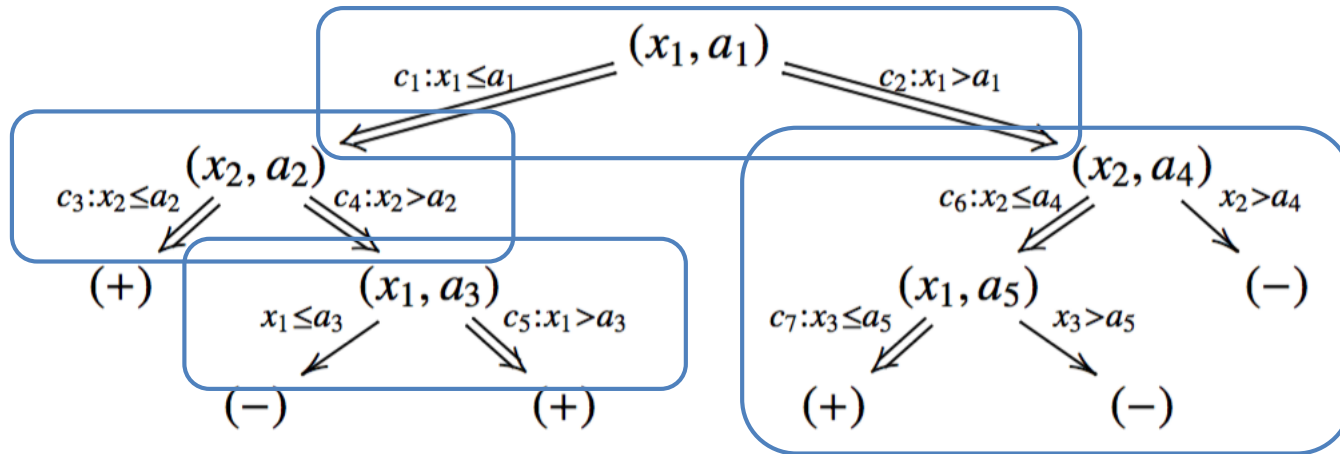 (x₁, a₁)
c₁:x₁≤a₁ c₂:x₁>a₁
(x₂, a₂) (x₂, a₄)
c₃:x₂≤a₂ c₄:x₂>a₂ c₆:x₂≤a₄ x₂>a₄
(+) (x₁, a₃) (x₁, a₅) (−)
x₁≤a₃ c₅:x₁>a₃ c₇:x₃≤a₅ x₃>a₅
(−) (+) (+) (−)